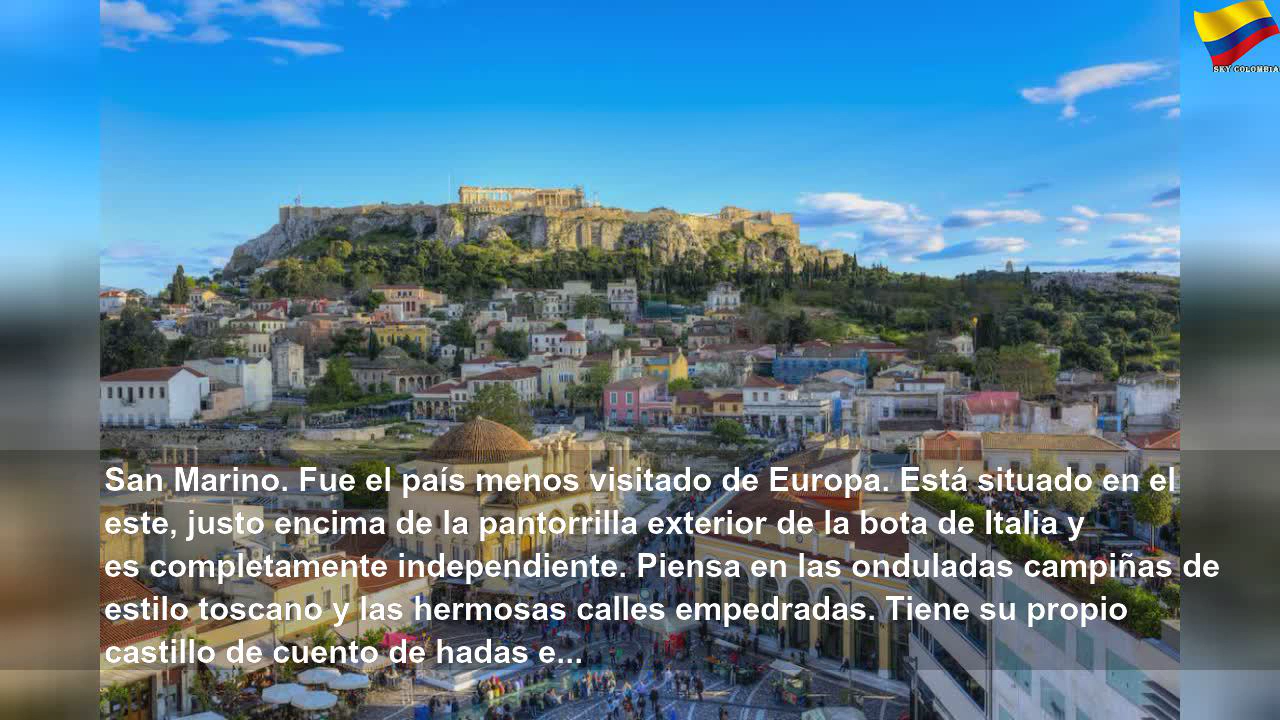 SKY COLOMBIA
San Marino. Fue el país menos visitado de Europa. Está situado en el
este, justo encima de la pantorrilla exterior de la bota de Italia y
es completamente independiente. Piensa en las onduladas campiñas de
estilo toscano y las hermosas calles empedradas. Tiene su propio
castillo de cuento de hadas e...